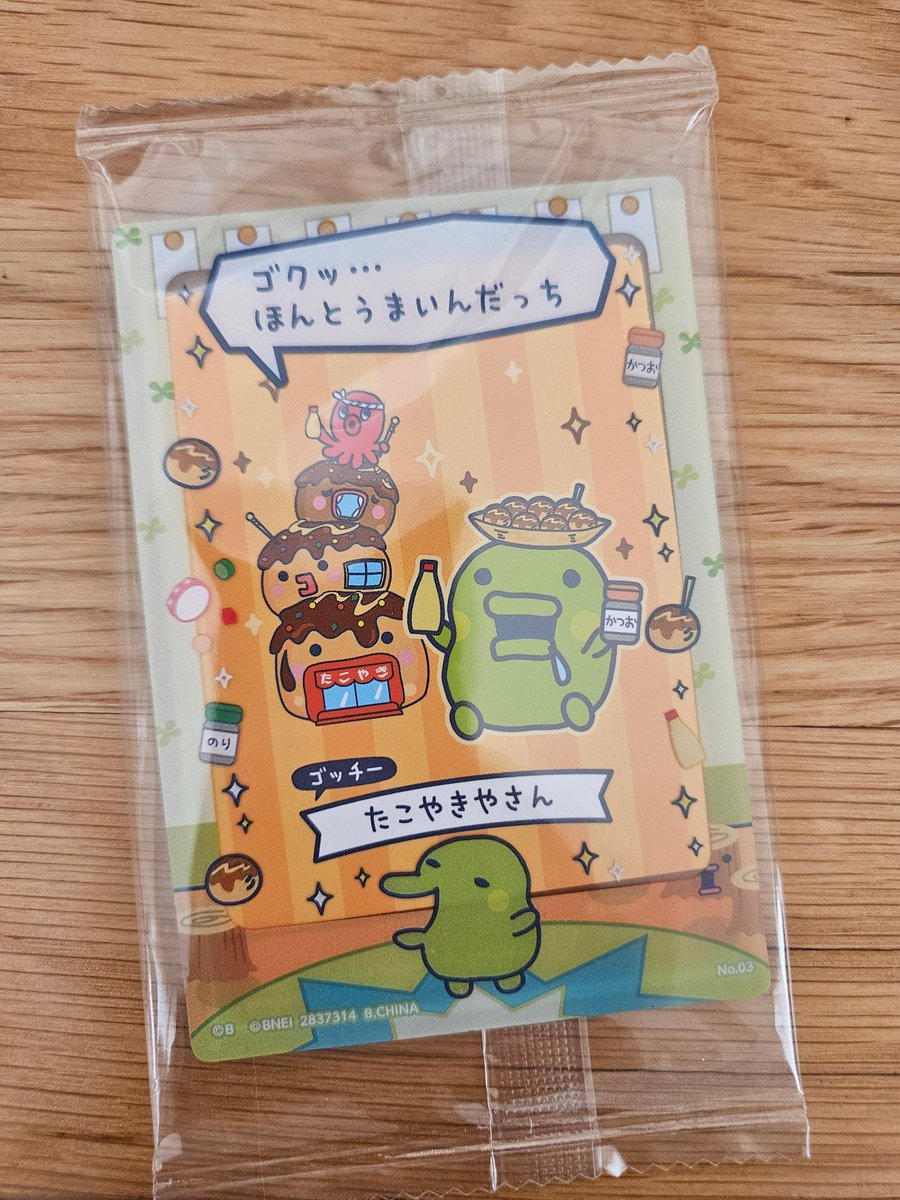 ゴクッ…
ほんとうまいんだっち
かつお
かつお
たこやき
のり
ゴッチー
たこやきやさん
No.03
©B ©BNEI 2837314 B.CHINA